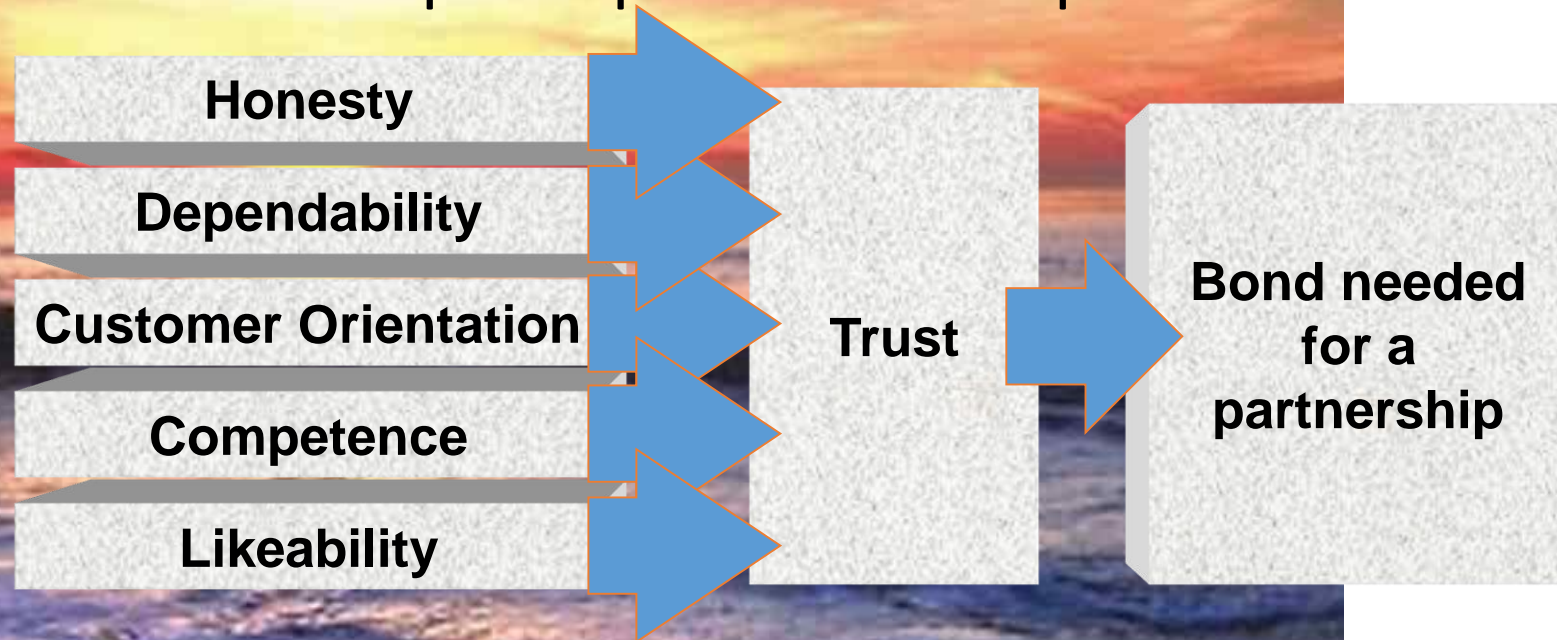 Honesty
Dependability
Customer Orientation
Competence
Likeability
Trust
Bond needed
for a
partnership